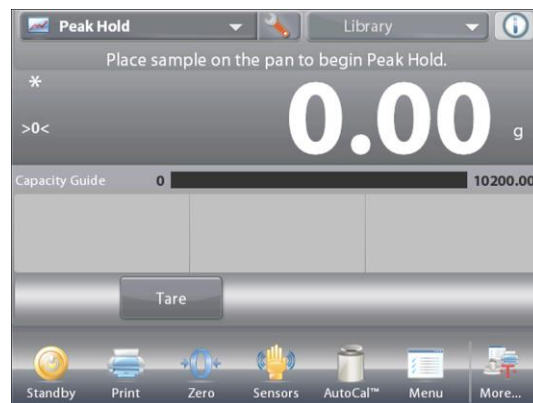 Peak Hold Library
Place sample on the pan to begin Peak Hold.
*
>0< 0.00 g
Capacity Guide 0 10200.00
Tare
Standby Print Zero Sensors AutoCal™ Menu More...